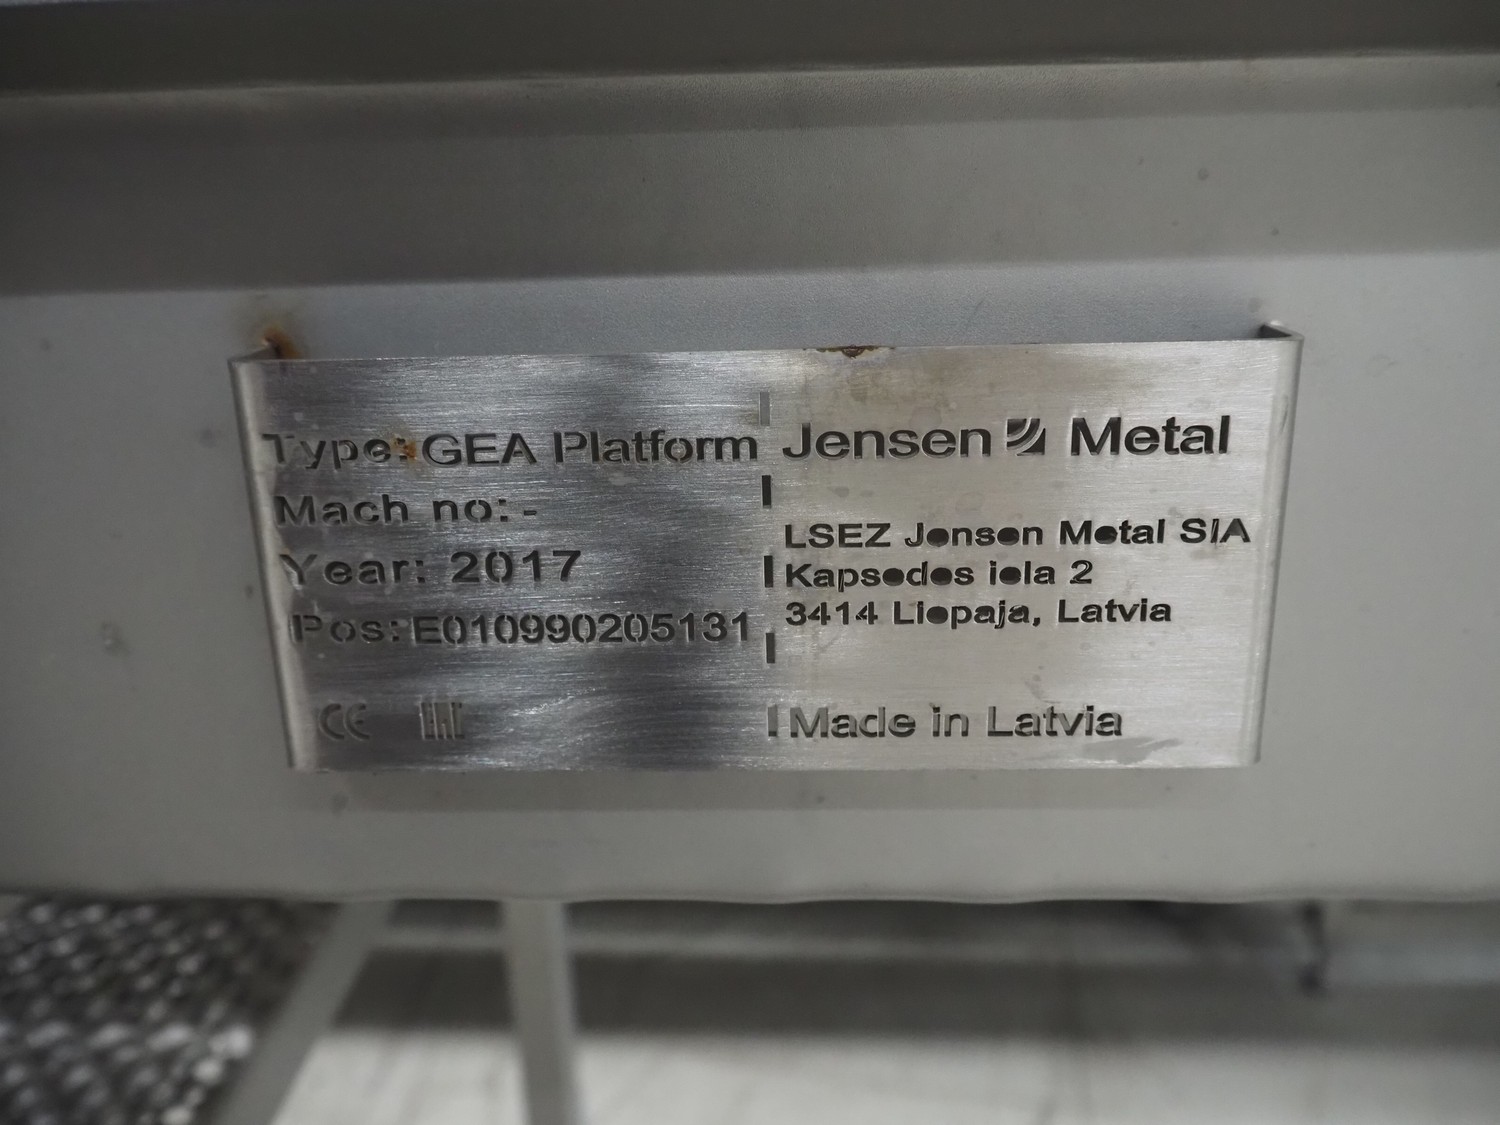 Type: GEA Platform
Mach no: -
Year: 2017
Pos: E010990205131
CE EAC
Jensen Metal
LSEZ Jensen Metal SIA
Kapsedes iela 2
3414 Liepaja, Latvia
Made in Latvia